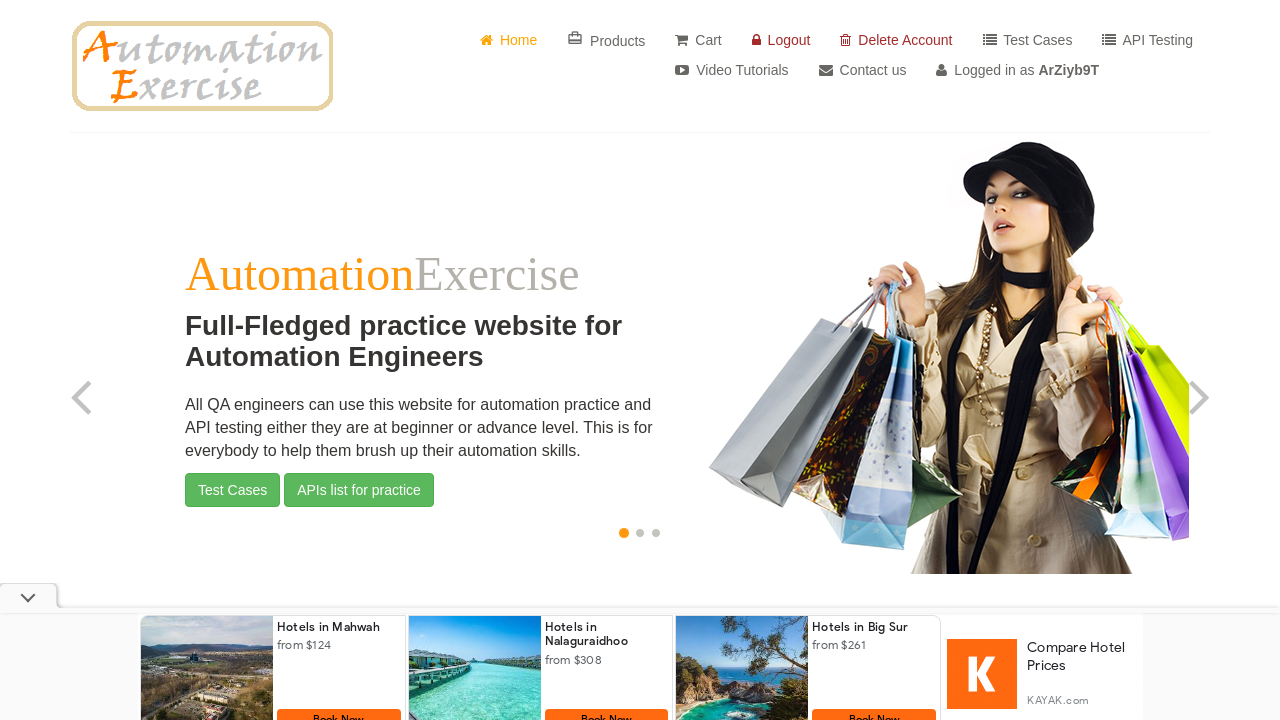 Automation
Exercise
Home
Products
Cart
Logout
Delete Account
Test Cases
API Testing
Video Tutorials
Contact us
Logged in as ArZiyb9T
AutomationExercise
Full-Fledged practice website for
Automation Engineers
All QA engineers can use this website for automation practice and
API testing either they are at beginner or advance level. This is for
everybody to help them brush up their automation skills.
Test Cases
APIs list for practice
Hotels in Mahwah
from $124
Book Now
Hotels in
Nalaguraidhoo
from $308
Book Now
Hotels in Big Sur
from $261
Book Now
K
Compare Hotel
Prices
KAYAK.com